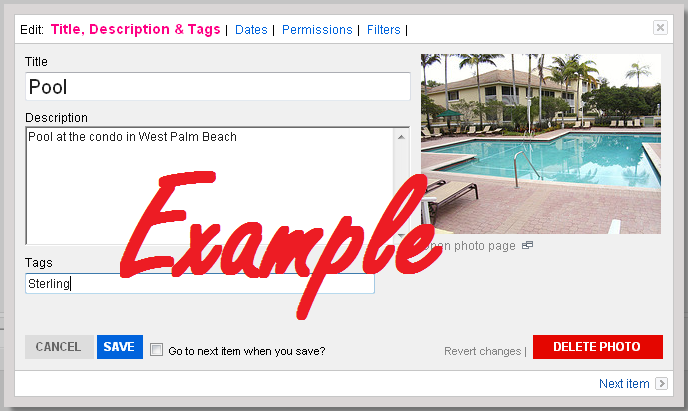 Edit: Title, Description & Tags | Dates | Permissions | Filters |
Title
Pool
Description
Pool at the condo in West Palm Beach
Example
open photo page
Tags
Sterling
CANCEL SAVE Go to next item when you save? Revert changes | DELETE PHOTO
Next item